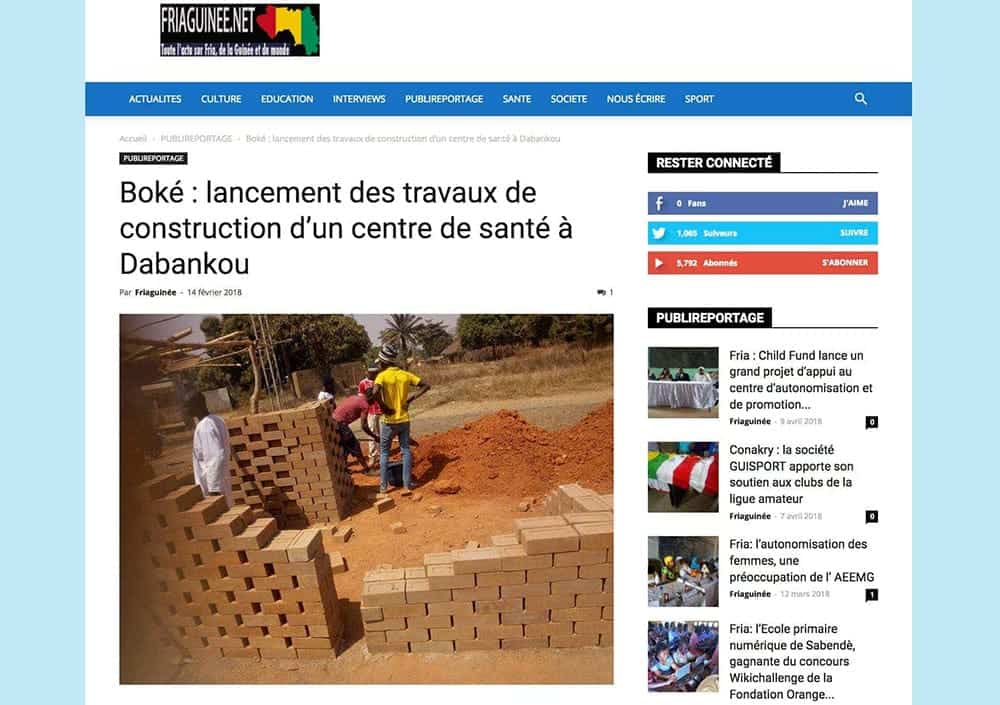 FRIAGUINEE.NET
Toute l'actu sur Fria, de la Guinée et du monde
ACTUALITES CULTURE EDUCATION INTERVIEWS PUBLIREPORTAGE SANTE SOCIETE NOUS ÉCRIRE SPORT
Accueil › PUBLIREPORTAGE › Boké : lancement des travaux de construction d'un centre de santé à Dabankou
PUBLIREPORTAGE
Boké : lancement des travaux de
construction d’un centre de santé à
Dabankou
Par Friaguinée - 14 février 2018 1
RESTER CONNECTÉ
0 Fans J'AIME
1,065 Suiveurs SUIVRE
5,792 Abonnés S'ABONNER
PUBLIREPORTAGE
Fria : Child Fund lance un
grand projet d’appui au
centre d’autonomisation et
de promotion...
Friaguinée - 9 avril 2018 0
Conakry : la société
GUISPORT apporte son
soutien aux clubs de la
ligue amateur
Friaguinée - 7 avril 2018 0
Fria: l’autonomisation des
femmes, une
préoccupation de l’ AEEMG
Friaguinée - 12 mars 2018 1
Fria: l’Ecole primaire
numérique de Sabendè,
gagnante du concours
Wikichallenge de la
Fondation Orange...